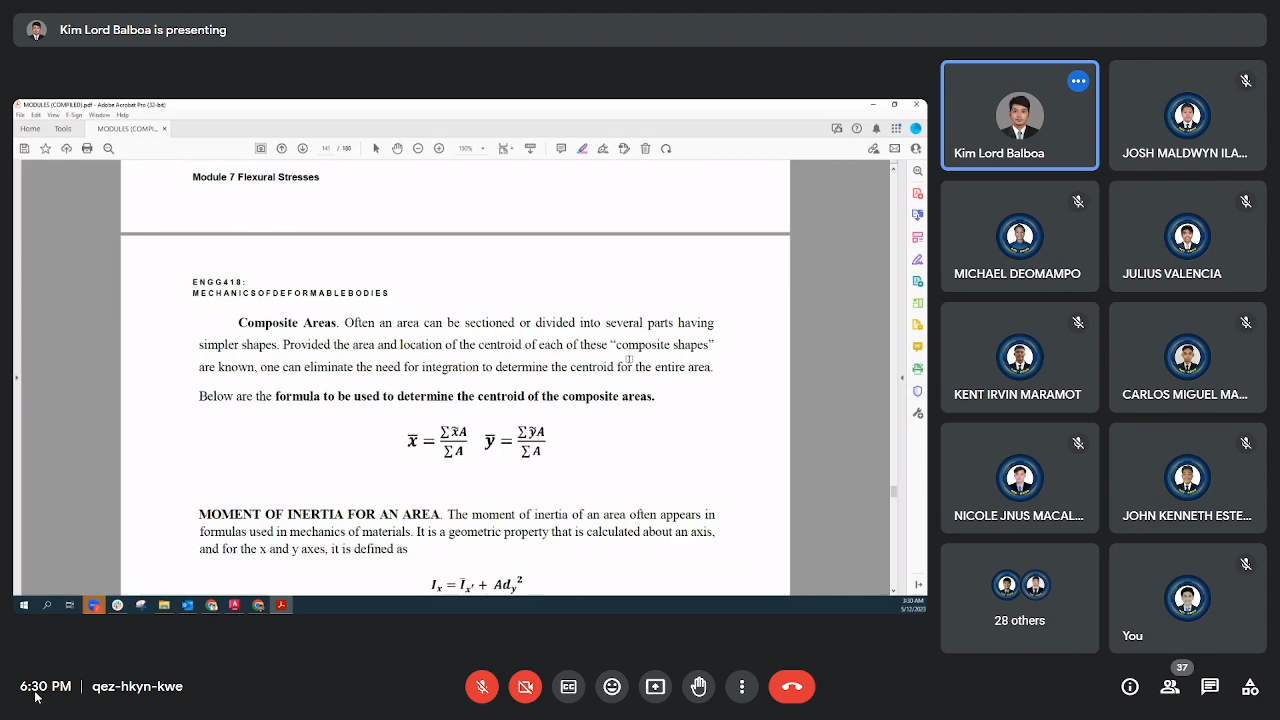 Kim Lord Balboa is presenting
MODULES (COMPILED).pdf - Adobe Acrobat Pro (32-bit)
File Edit View E-Sign Window Help
Home Tools MODULES (COMPI... ×
141 / 180 150%
Module 7 Flexural Stresses
ENGG418:
MECHANICSOFDEFORMABLEBODIES
Composite Areas. Often an area can be sectioned or divided into several parts having
simpler shapes. Provided the area and location of the centroid of each of these “composite shapes”
are known, one can eliminate the need for integration to determine the centroid for the entire area.
Below are the formula to be used to determine the centroid of the composite areas.
x̄ = ∑x̃A / ∑A ȳ = ∑ỹA / ∑A
MOMENT OF INERTIA FOR AN AREA. The moment of inertia of an area often appears in
formulas used in mechanics of materials. It is a geometric property that is calculated about an axis,
and for the x and y axes, it is defined as
Iₓ = Īₓ′ + Ad_y²
3:30 AM
5/12/2023
Kim Lord Balboa
JOSH MALDWYN ILA...
MICHAEL DEOMAMPO
JULIUS VALENCIA
KENT IRVIN MARAMOT
CARLOS MIGUEL MA...
NICOLE JNUS MACAL...
JOHN KENNETH ESTE...
28 others
You
6:30 PM | qez-hkyn-kwe
37